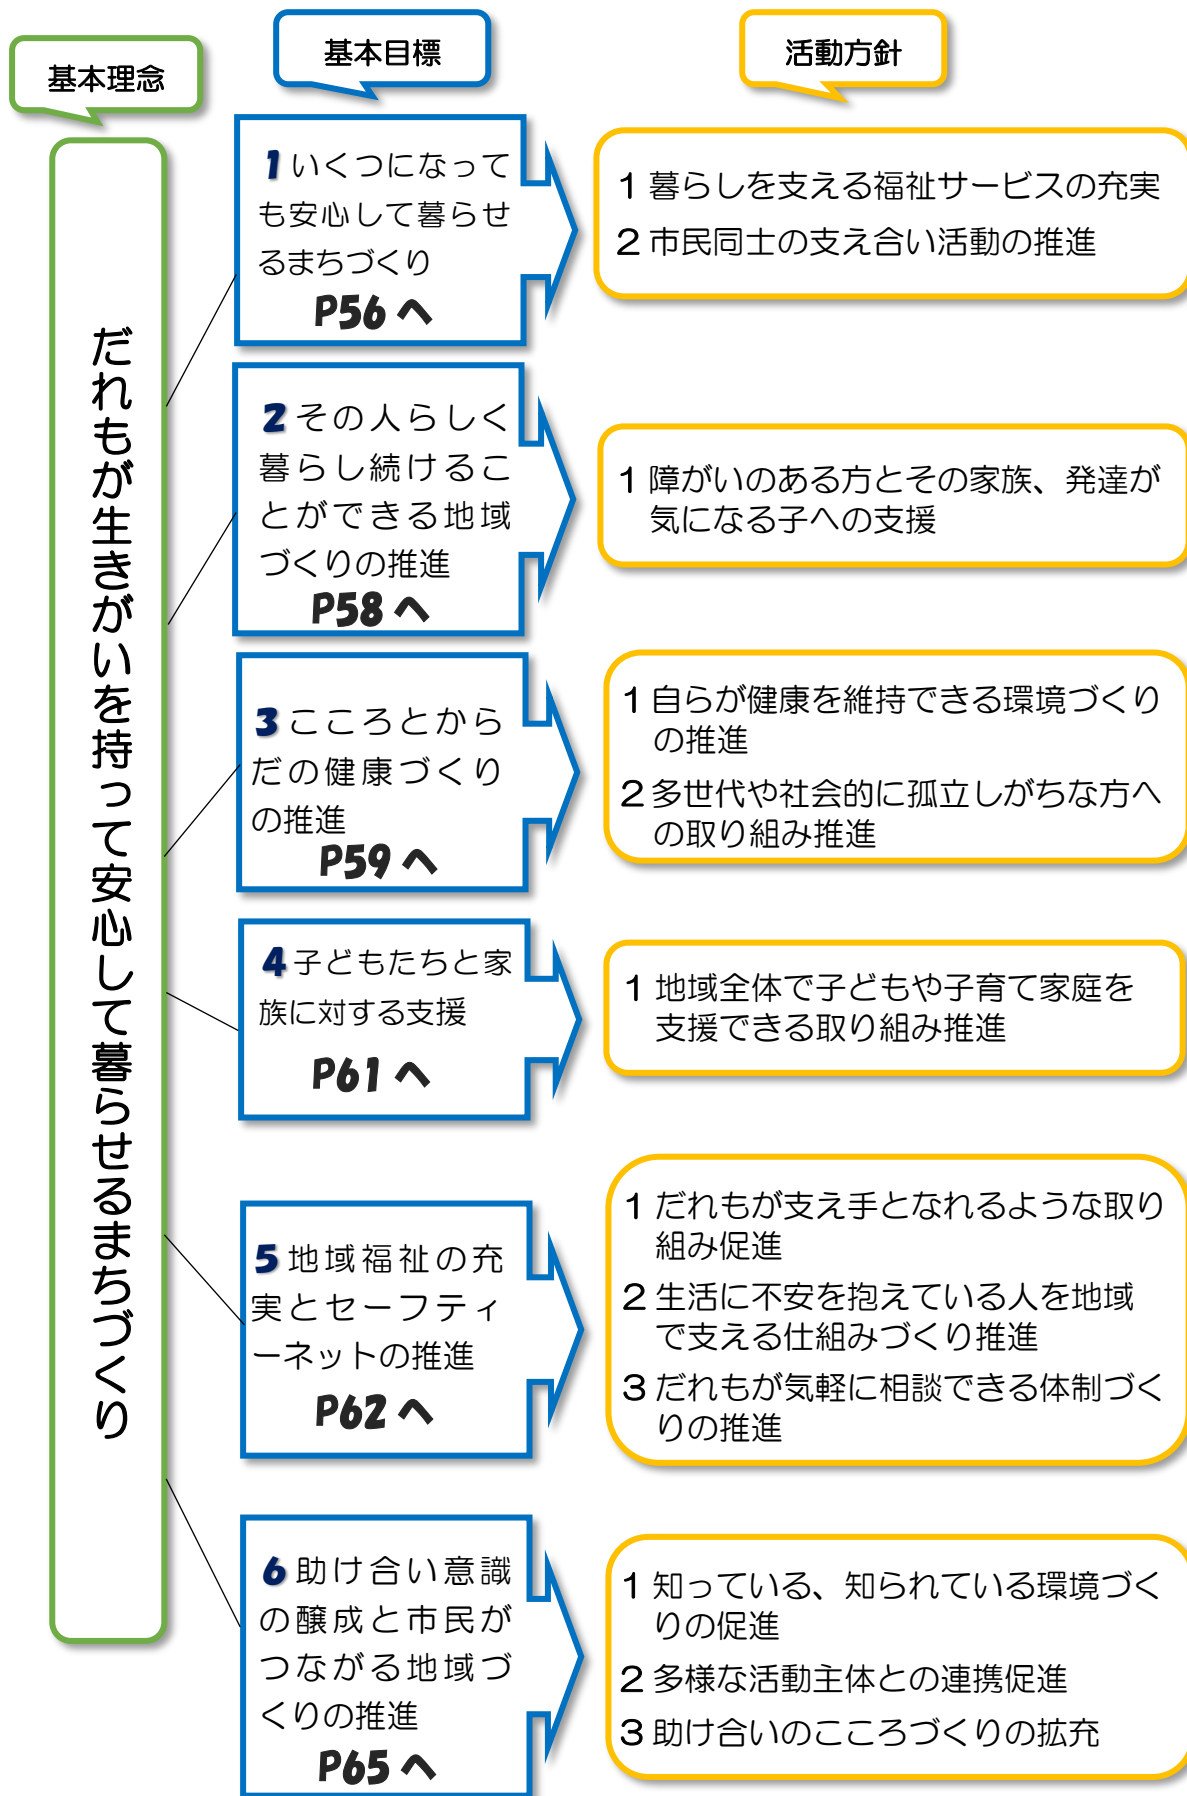 基本理念
基本目標
活動方針
だれもが生きがいを持って安心して暮らせるまちづくり
1 いくつになって
も安心して暮らせ
るまちづくり
P56 へ
1 暮らしを支える福祉サービスの充実
2 市民同士の支え合い活動の推進
2 その人らしく
暮らし続けるこ
とができる地域
づくりの推進
P58 へ
1 障がいのある方とその家族、発達が
気になる子への支援
3 こころとから
だの健康づくり
の推進
P59 へ
1 自らが健康を維持できる環境づくり
の推進
2 多世代や社会的に孤立しがちな方へ
の取り組み推進
4 子どもたちと家
族に対する支援
P61 へ
1 地域全体で子どもや子育て家庭を
支援できる取り組み推進
5 地域福祉の充
実とセーフティ
ーネットの推進
P62 へ
1 だれもが支え手となれるような取り
組み促進
2 生活に不安を抱えている人を地域
で支える仕組みづくり推進
3 だれもが気軽に相談できる体制づく
りの推進
6 助け合い意識
の醸成と市民が
つながる地域づ
くりの推進
P65 へ
1 知っている、知られている環境づく
りの促進
2 多様な活動主体との連携促進
3 助け合いのこころづくりの拡充